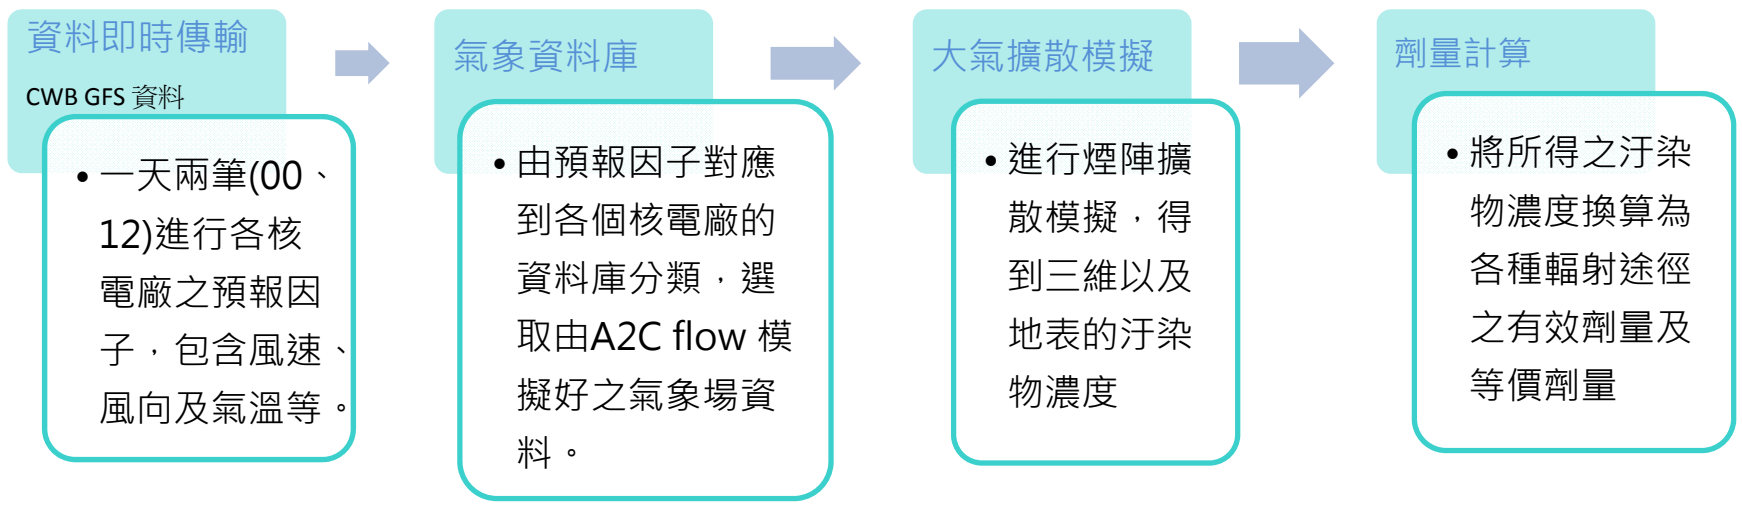 資料即時傳輸
CWB GFS 資料
• 一天兩筆(00、
12)進行各核
電廠之預報因
子，包含風速、
風向及氣溫等。
氣象資料庫
• 由預報因子對應
到各個核電廠的
資料庫分類，選
取由A2C flow 模
擬好之氣象場資
料。
大氣擴散模擬
• 進行煙陣擴
散模擬，得
到三維以及
地表的汙染
物濃度
劑量計算
• 將所得之汙染
物濃度換算為
各種輻射途徑
之有效劑量及
等價劑量